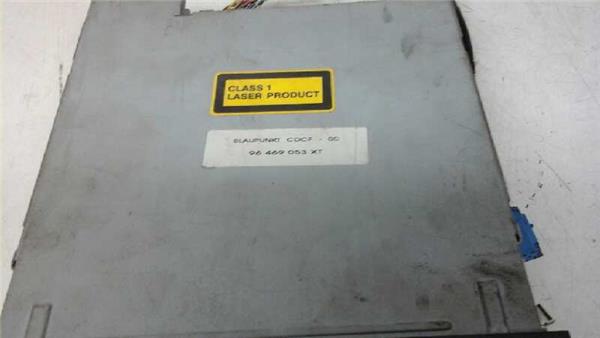 CLASS 1
LASER PRODUCT
BLAUPUNKT CDCF - 00
96 469 053 XT